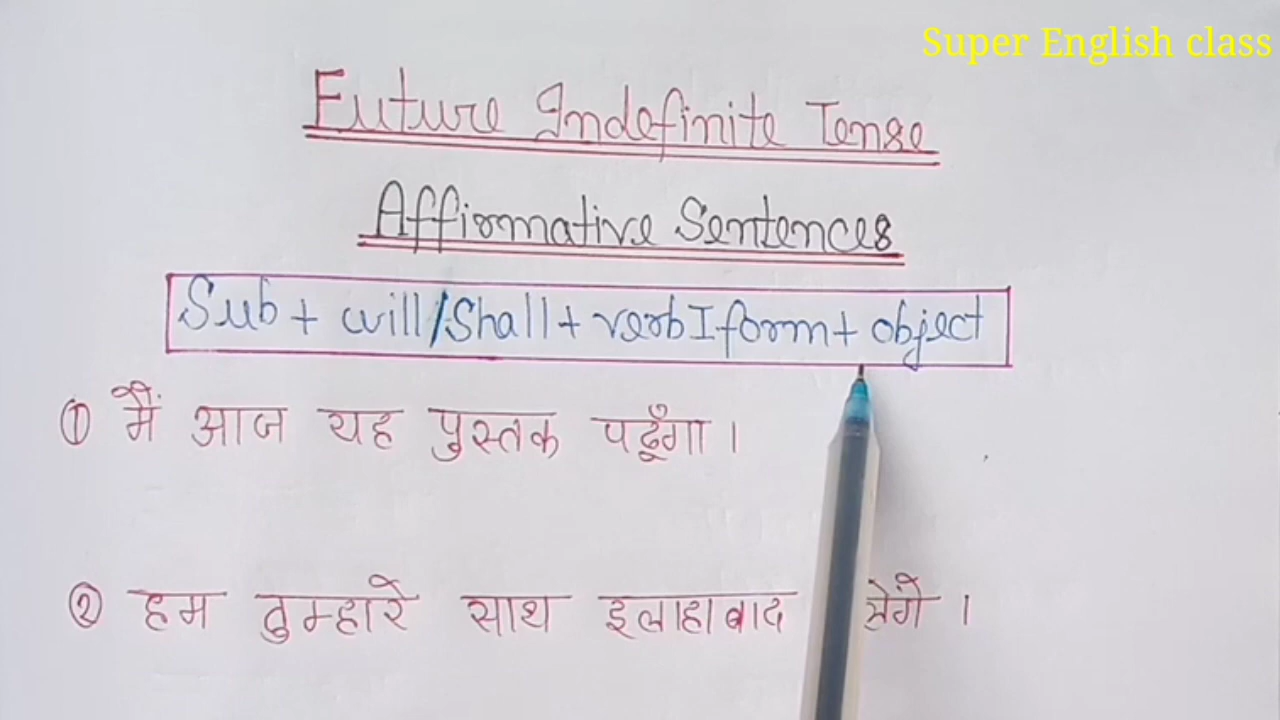 Super English class
Future Indefinite Tense
Affirmative Sentences
Sub + will/Shall + verb I form + object
① मैं आज यह पुस्तक पढूँगा।
② हम तुम्हारे साथ इलाहाबाद ।